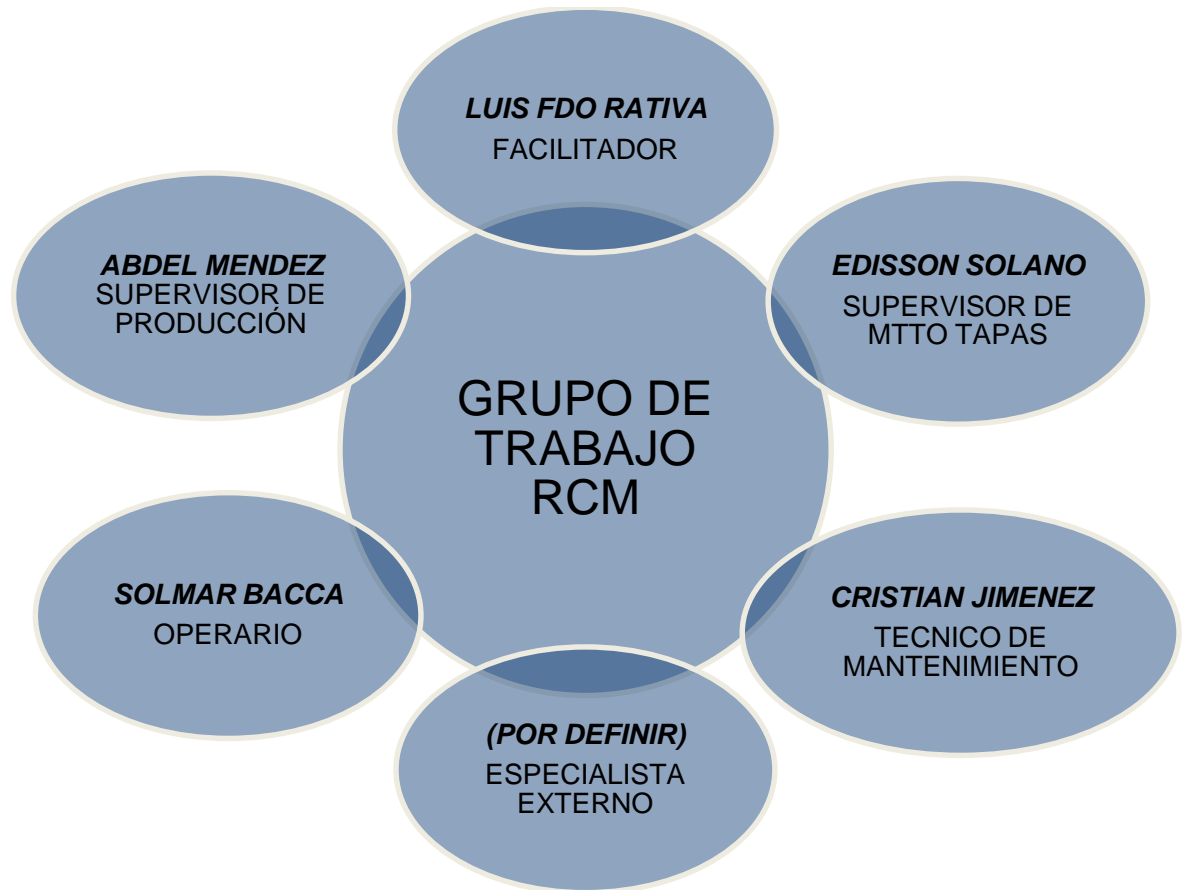 LUIS FDO RATIVA
FACILITADOR
ABDEL MENDEZ
SUPERVISOR DE
PRODUCCIÓN
EDISSON SOLANO
SUPERVISOR DE
MTTO TAPAS
GRUPO DE
TRABAJO
RCM
SOLMAR BACCA
OPERARIO
CRISTIAN JIMENEZ
TECNICO DE
MANTENIMIENTO
(POR DEFINIR)
ESPECIALISTA
EXTERNO